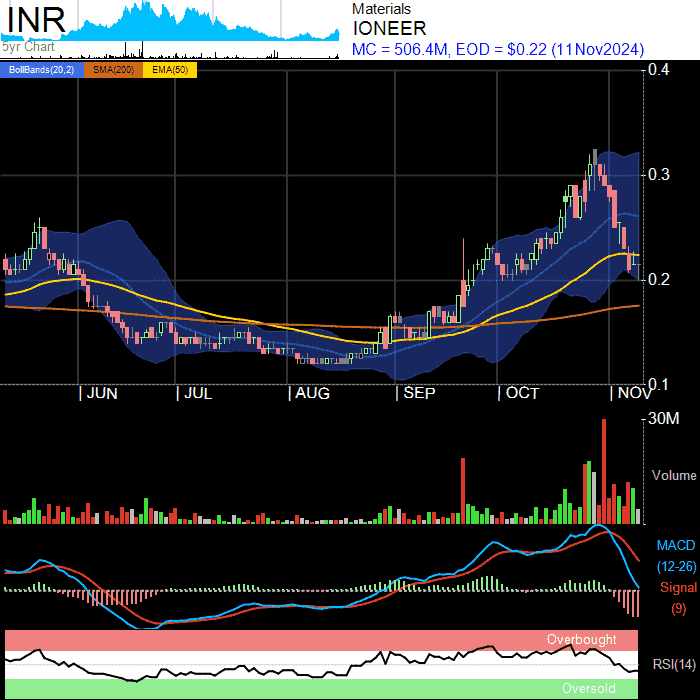 INR
5yr Chart
Materials
IONEER
MC = 506.4M, EOD = $0.22 (11Nov2024)
BollBands(20,2) SMA(200) EMA(50)
0.4
0.3
0.2
0.1
JUN JUL AUG SEP OCT NOV
30M
Volume
MACD
(12-26)
Signal
(9)
Overbought
RSI(14)
Oversold